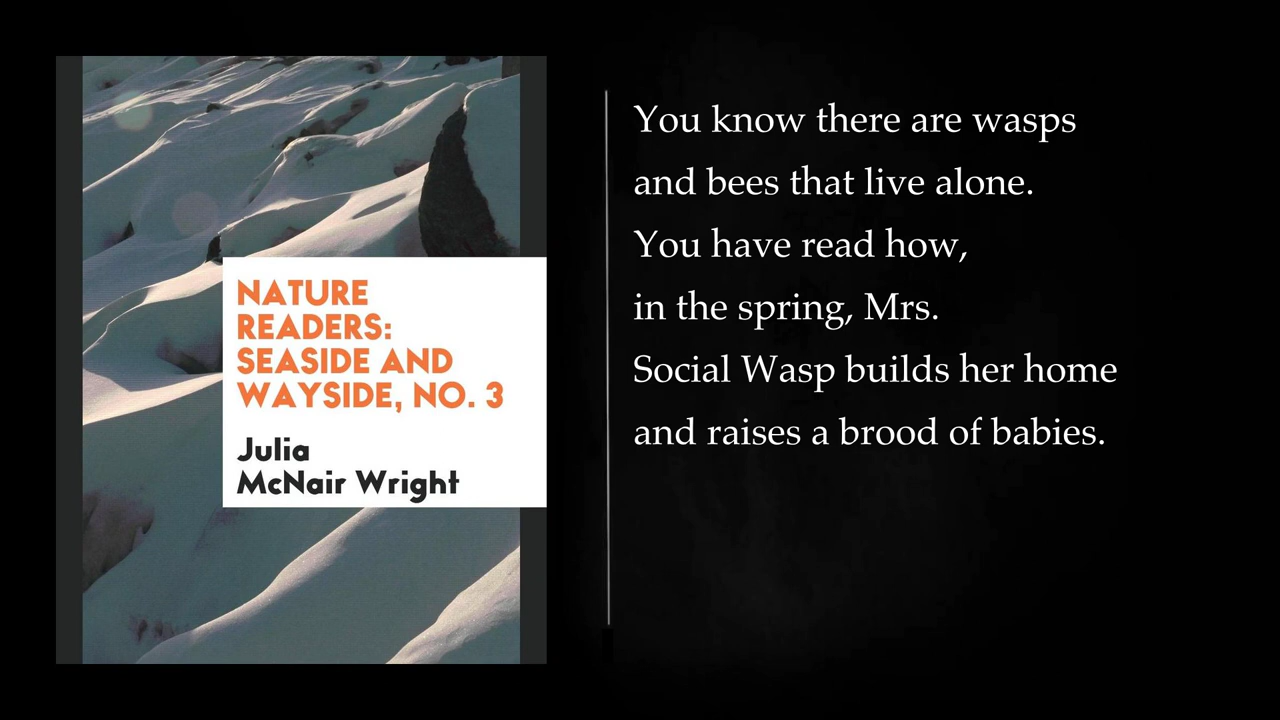 NATURE
READERS:
SEASIDE AND
WAYSIDE, NO. 3
Julia
McNair Wright
You know there are wasps
and bees that live alone.
You have read how,
in the spring, Mrs.
Social Wasp builds her home
and raises a brood of babies.